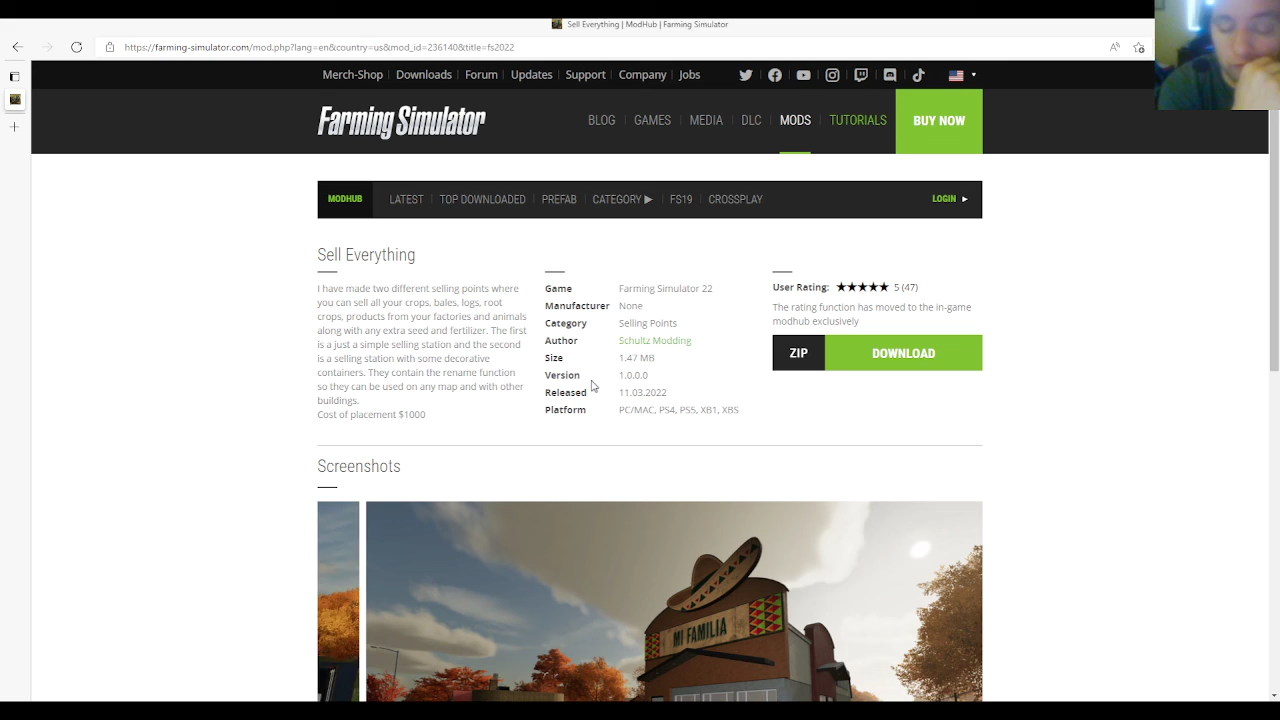 Sell Everything | ModHub | Farming Simulator
https://farming-simulator.com/mod.php?lang=en&country=us&mod_id=236140&title=fs2022
Merch-Shop | Downloads | Forum | Updates | Support | Company | Jobs
Farming Simulator
BLOG | GAMES | MEDIA | DLC | MODS | TUTORIALS
BUY NOW
MODHUB
LATEST | TOP DOWNLOADED | PREFAB | CATEGORY ▶ | FS19 | CROSSPLAY
LOGIN ▶
Sell Everything
I have made two different selling points where
you can sell all your crops, bales, logs, root
crops, products from your factories and animals
along with any extra seed and fertilizer. The first
is a just a simple selling station and the second
is a selling station with some decorative
containers. They contain the rename function
so they can be used on any map and with other
buildings.
Cost of placement $1000
Game Farming Simulator 22
Manufacturer None
Category Selling Points
Author Schultz Modding
Size 1.47 MB
Version 1.0.0.0
Released 11.03.2022
Platform PC/MAC, PS4, PS5, XB1, XBS
User Rating: ★★★★★ 5 (47)
The rating function has moved to the in-game
modhub exclusively
ZIP DOWNLOAD
Screenshots
MI FAMILIA